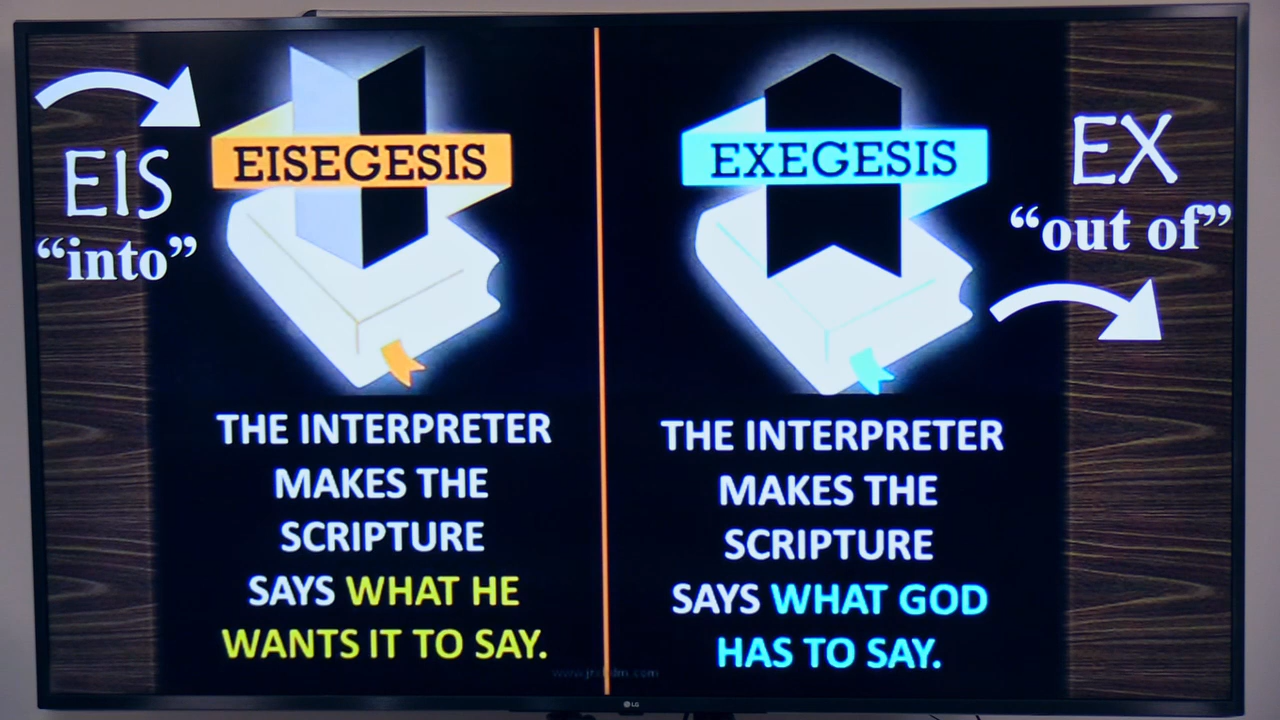 EIS
“into”
EISEGESIS
THE INTERPRETER
MAKES THE
SCRIPTURE
SAYS WHAT HE
WANTS IT TO SAY.
EXEGESIS
EX
“out of”
THE INTERPRETER
MAKES THE
SCRIPTURE
SAYS WHAT GOD
HAS TO SAY.
LG